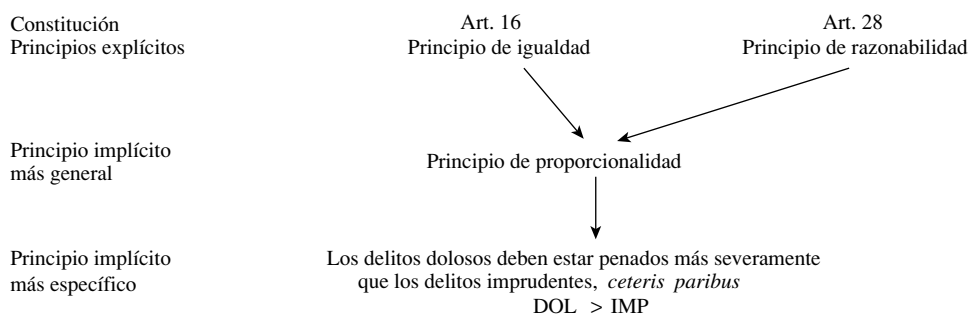 Constitución
Principios explícitos
Art. 16
Principio de igualdad
Art. 28
Principio de razonabilidad
Principio implícito
más general
Principio de proporcionalidad
Principio implícito
más específico
Los delitos dolosos deben estar penados más severamente
que los delitos imprudentes, ceteris paribus
DOL > IMP